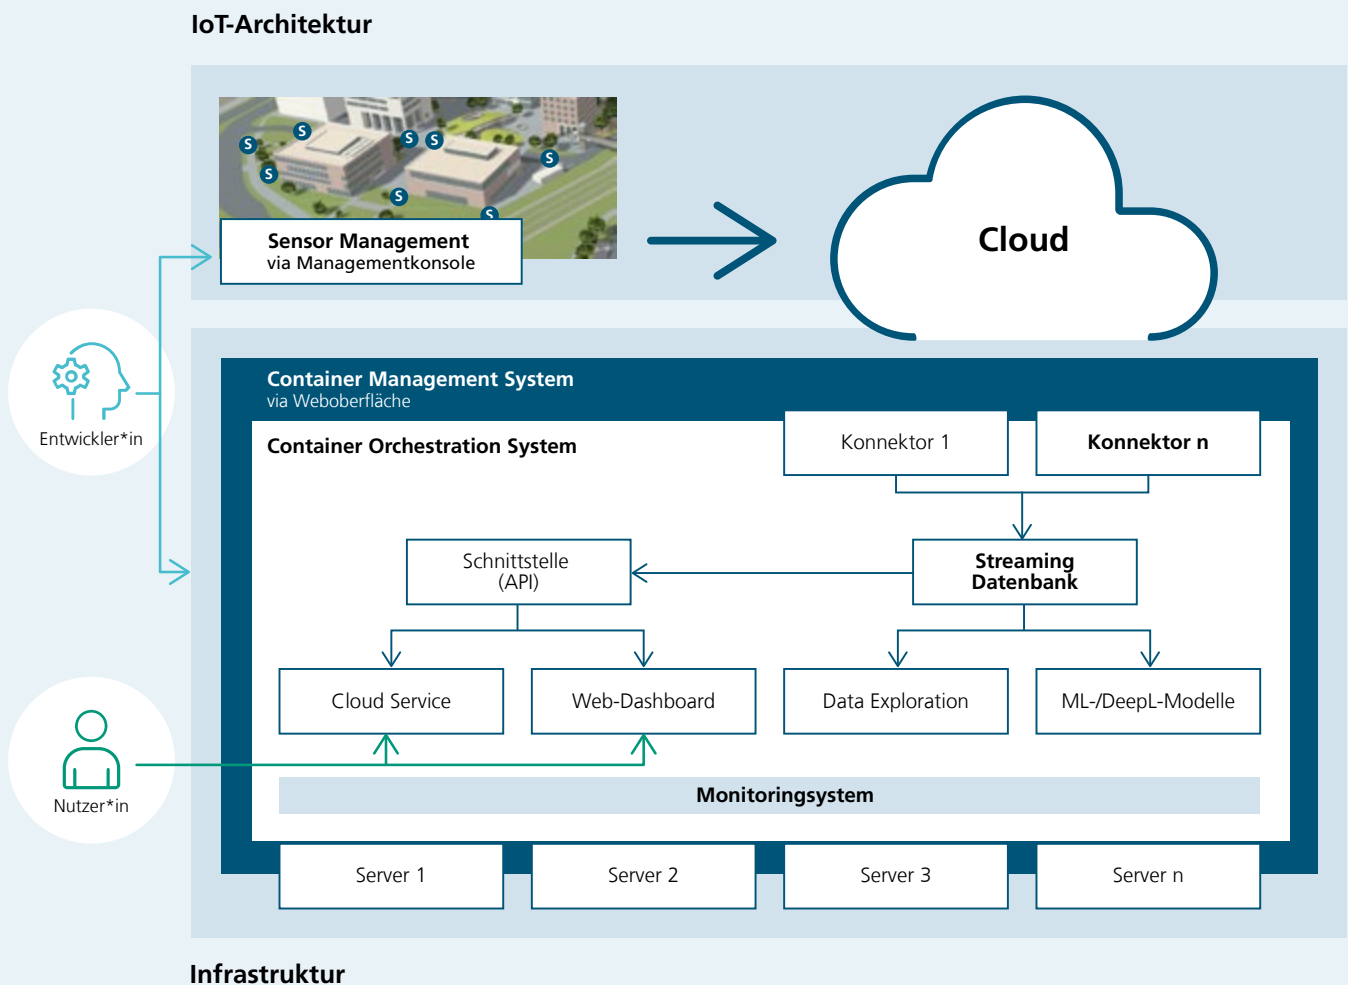 IoT-Architektur
S
S
S
S
S
S
S
S
Sensor Management
via Managementkonsole
Cloud
Entwickler*in
Container Management System
via Weboberfläche
Container Orchestration System
Konnektor 1
Konnektor n
Schnittstelle
(API)
Streaming
Datenbank
Cloud Service
Web-Dashboard
Data Exploration
ML-/DeepL-Modelle
Nutzer*in
Monitoringsystem
Server 1
Server 2
Server 3
Server n
Infrastruktur